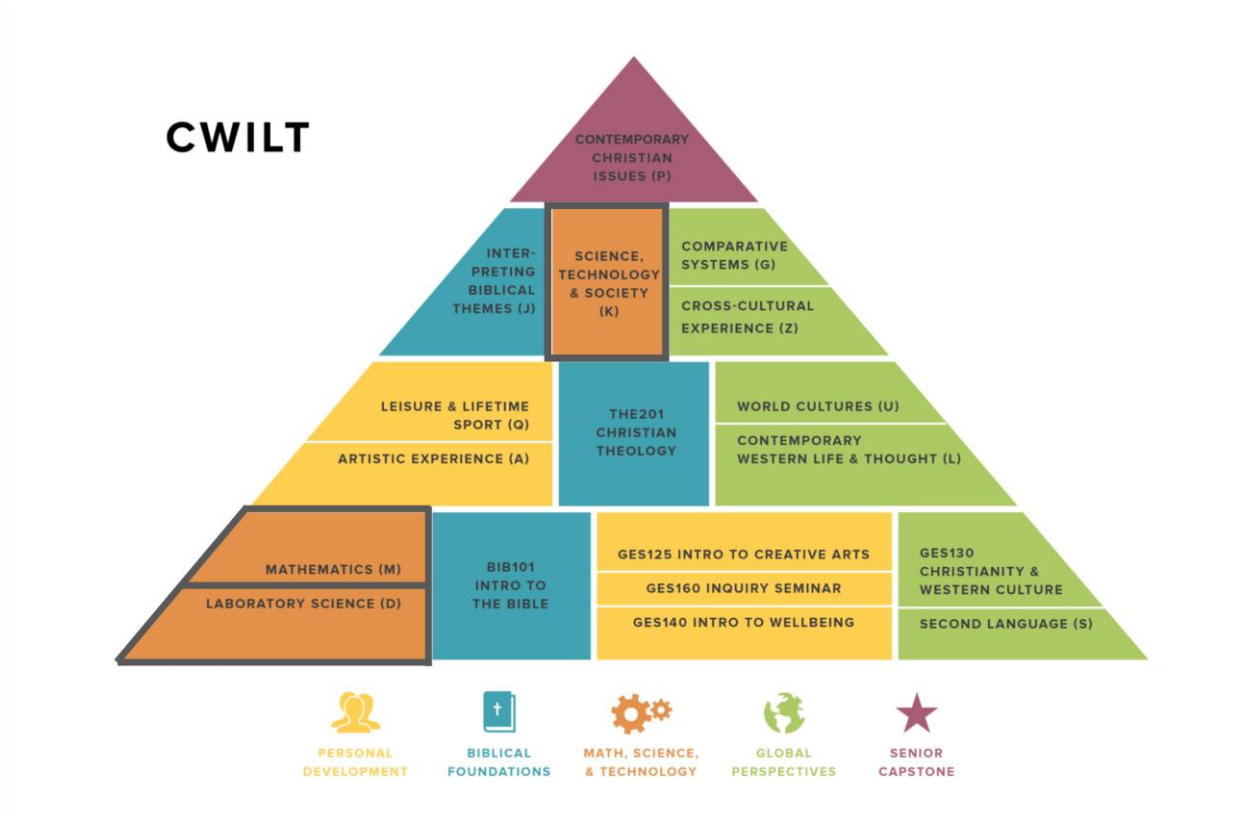 CWILT
CONTEMPORARY
CHRISTIAN
ISSUES (P)
INTER-
PRETING
BIBLICAL
THEMES (J)
SCIENCE,
TECHNOLOGY
& SOCIETY
(K)
COMPARATIVE
SYSTEMS (G)
CROSS-CULTURAL
EXPERIENCE (Z)
LEISURE & LIFETIME
SPORT (Q)
ARTISTIC EXPERIENCE (A)
THE201
CHRISTIAN
THEOLOGY
WORLD CULTURES (U)
CONTEMPORARY
WESTERN LIFE & THOUGHT (L)
MATHEMATICS (M)
LABORATORY SCIENCE (D)
BIB101
INTRO TO
THE BIBLE
GES125 INTRO TO CREATIVE ARTS
GES160 INQUIRY SEMINAR
GES140 INTRO TO WELLBEING
GES130
CHRISTIANITY &
WESTERN CULTURE
SECOND LANGUAGE (S)
PERSONAL
DEVELOPMENT
BIBLICAL
FOUNDATIONS
MATH, SCIENCE,
& TECHNOLOGY
GLOBAL
PERSPECTIVES
SENIOR
CAPSTONE